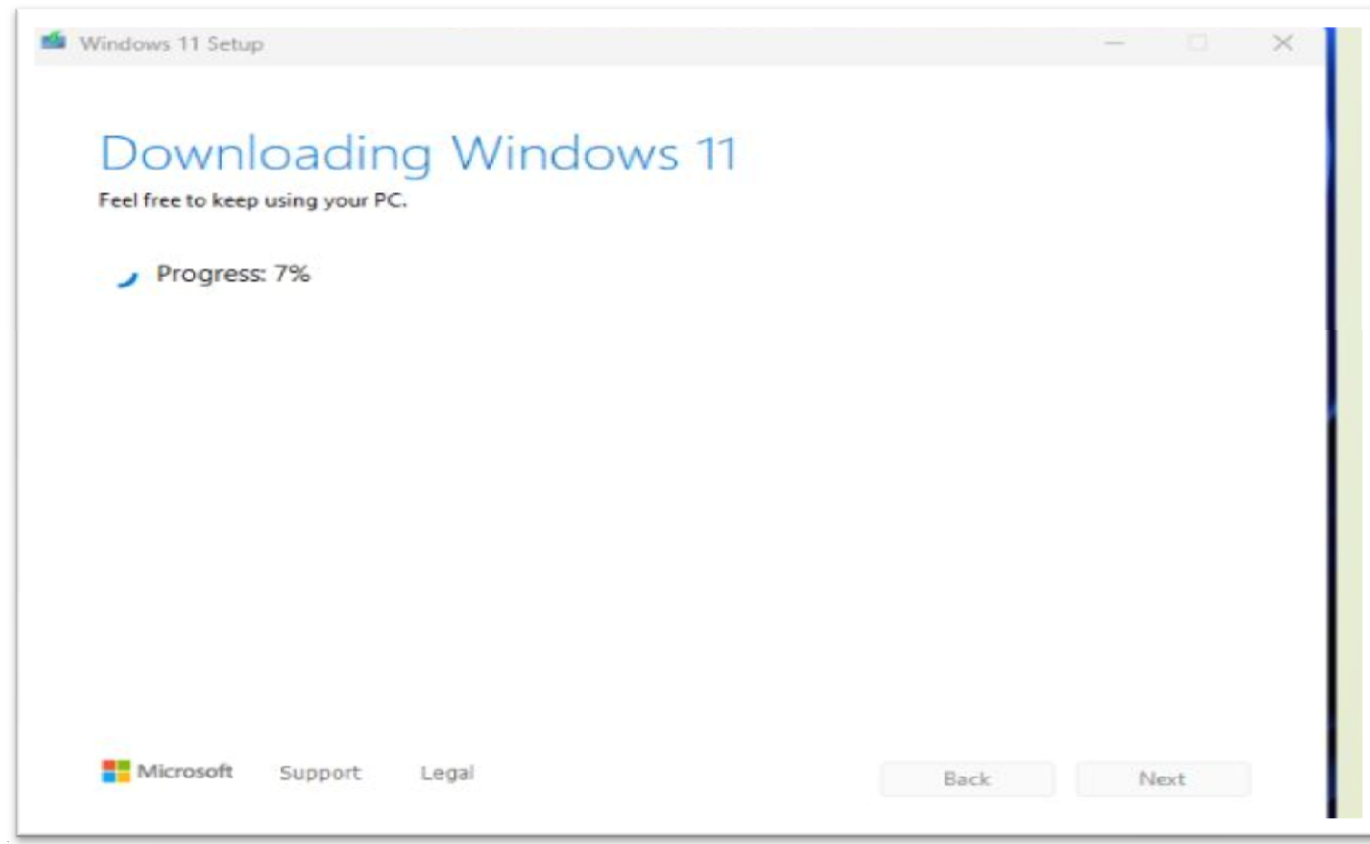 Windows 11 Setup
Downloading Windows 11
Feel free to keep using your PC.
Progress: 7%
Microsoft Support Legal Back Next